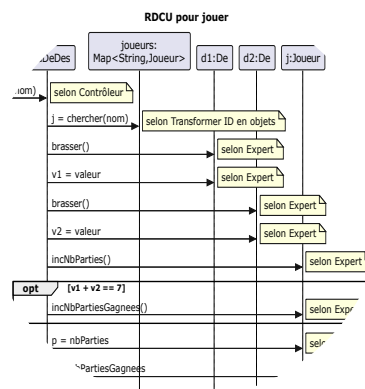 RDCU pour jouer
joueurs:
Map<String,Joueur>
DeDes
d1:De
d2:De
j:Joueur
nom)
selon Contrôleur
j = chercher(nom)
selon Transformer ID en objets
brasser()
selon Expert
v1 = valeur
selon Expert
brasser()
selon Expert
v2 = valeur
selon Expert
incNbParties()
selon Expert
opt [v1 + v2 == 7]
incNbPartiesGagnees()
selon
p = nbParties
PartiesGagnees